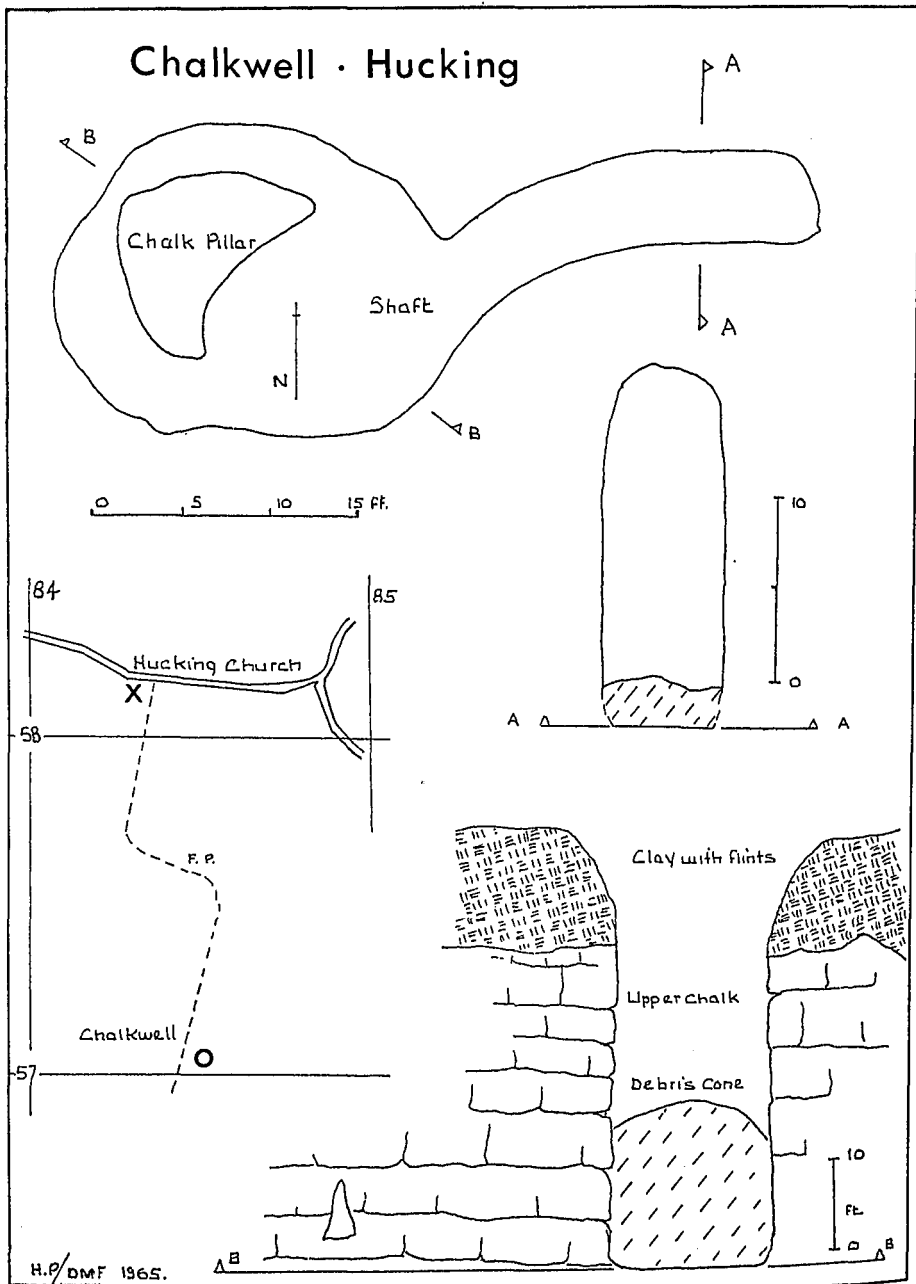 Chalkwell · Hucking
A
B
Chalk Pillar
Shaft
N
A
B
0 5 10 15 FT.
10
0
A A
84 85
Hucking Church
X
58
F. P.
Chalkwell
O
57
Clay with flints
Upper Chalk
Debris Cone
10
ft
0
B B
H.P/DMF 1965.